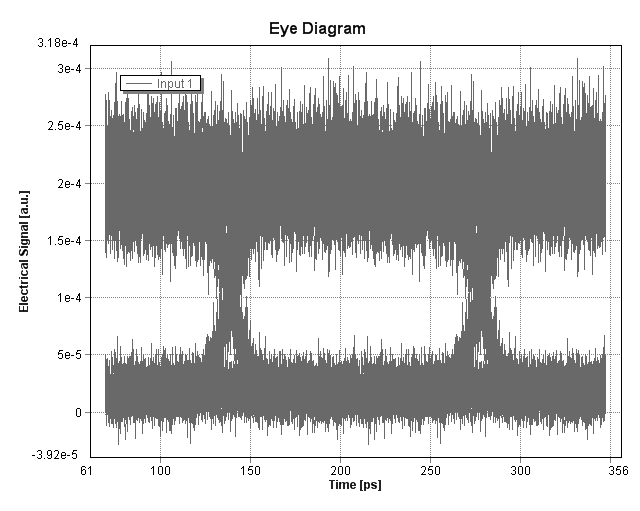 Eye Diagram
3.18e-4
3e-4
Input 1
2.5e-4
2e-4
1.5e-4
Electrical Signal [a.u.]
1e-4
5e-5
0
-3.92e-5
61 100 150 200 250 300 356
Time [ps]